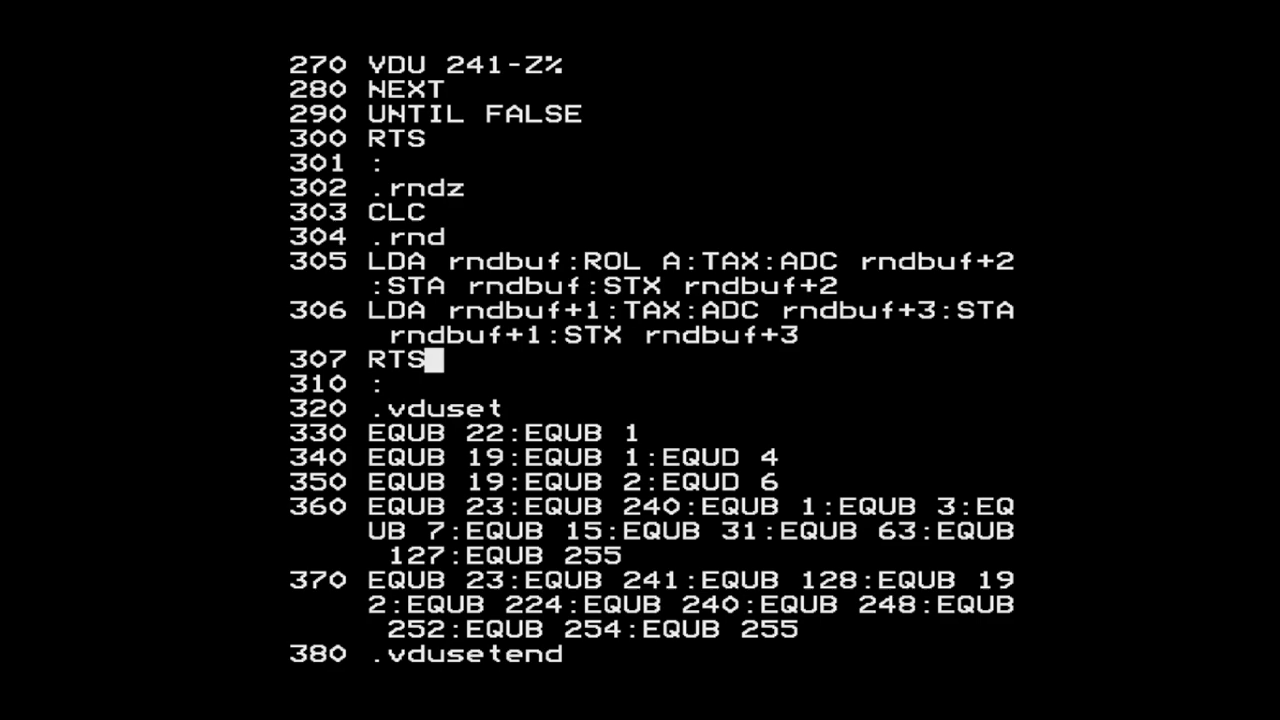 270 VDU 241-Z%
280 NEXT
290 UNTIL FALSE
300 RTS
301 :
302 .rndz
303 CLC
304 .rnd
305 LDA rndbuf:ROL A:TAX:ADC rndbuf+2
:STA rndbuf:STX rndbuf+2
306 LDA rndbuf+1:TAX:ADC rndbuf+3:STA
rndbuf+1:STX rndbuf+3
307 RTS
310 :
320 .vduset
330 EQUB 22:EQUB 1
340 EQUB 19:EQUB 1:EQUD 4
350 EQUB 19:EQUB 2:EQUD 6
360 EQUB 23:EQUB 240:EQUB 1:EQUB 3:EQ
UB 7:EQUB 15:EQUB 31:EQUB 63:EQUB
127:EQUB 255
370 EQUB 23:EQUB 241:EQUB 128:EQUB 19
2:EQUB 224:EQUB 240:EQUB 248:EQUB
252:EQUB 254:EQUB 255
380 .vdusetend